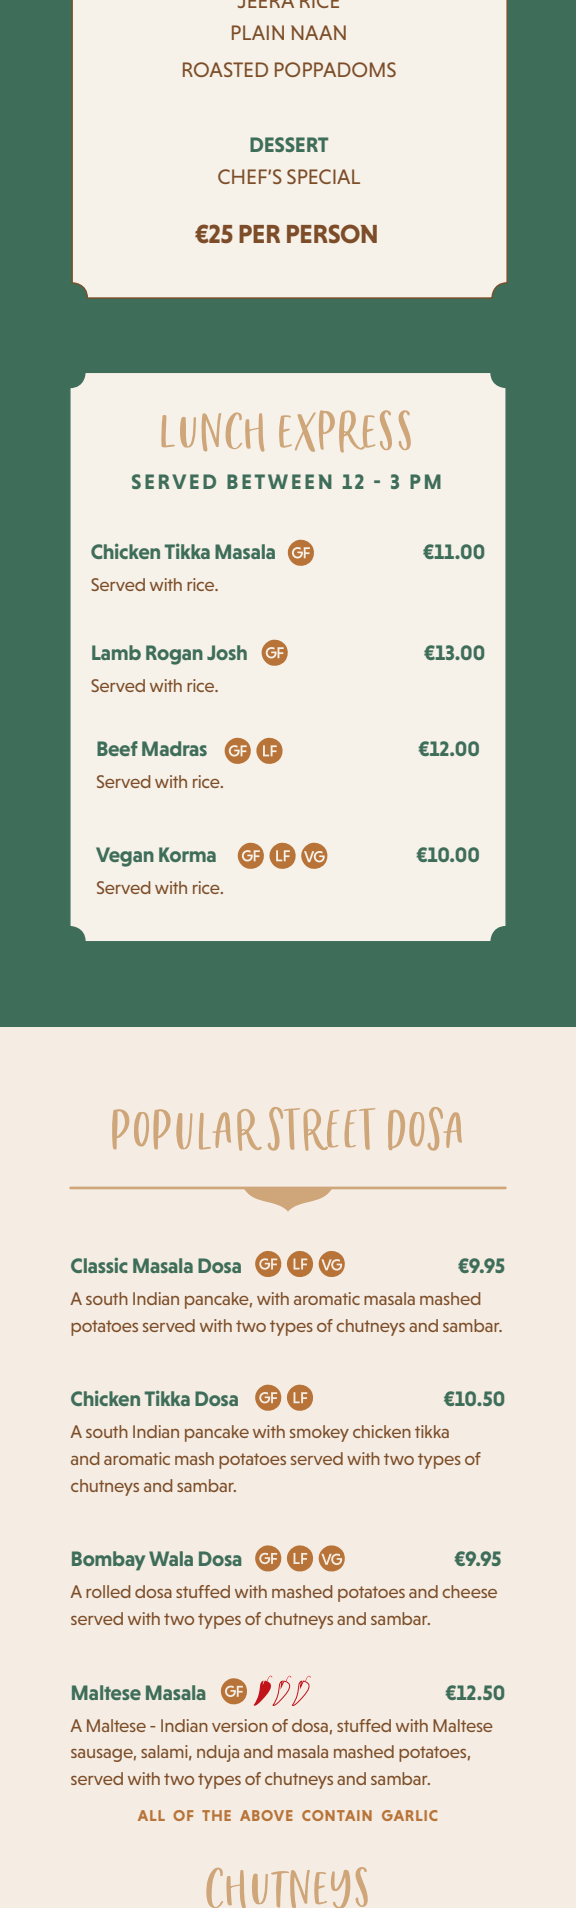 JEERA RICE
PLAIN NAAN
ROASTED POPPADOMS
DESSERT
CHEF'S SPECIAL
€25 PER PERSON
LUNCH EXPRESS
SERVED BETWEEN 12 - 3 PM
Chicken Tikka Masala GF €11.00
Served with rice.
Lamb Rogan Josh GF €13.00
Served with rice.
Beef Madras GF LF €12.00
Served with rice.
Vegan Korma GF LF VG €10.00
Served with rice.
POPULAR STREET DOSA
Classic Masala Dosa GF LF VG €9.95
A south Indian pancake, with aromatic masala mashed
potatoes served with two types of chutneys and sambar.
Chicken Tikka Dosa GF LF €10.50
A south Indian pancake with smokey chicken tikka
and aromatic mash potatoes served with two types of
chutneys and sambar.
Bombay Wala Dosa GF LF VG €9.95
A rolled dosa stuffed with mashed potatoes and cheese
served with two types of chutneys and sambar.
Maltese Masala GF €12.50
A Maltese - Indian version of dosa, stuffed with Maltese
sausage, salami, nduja and masala mashed potatoes,
served with two types of chutneys and sambar.
ALL OF THE ABOVE CONTAIN GARLIC
CHUTNEYS